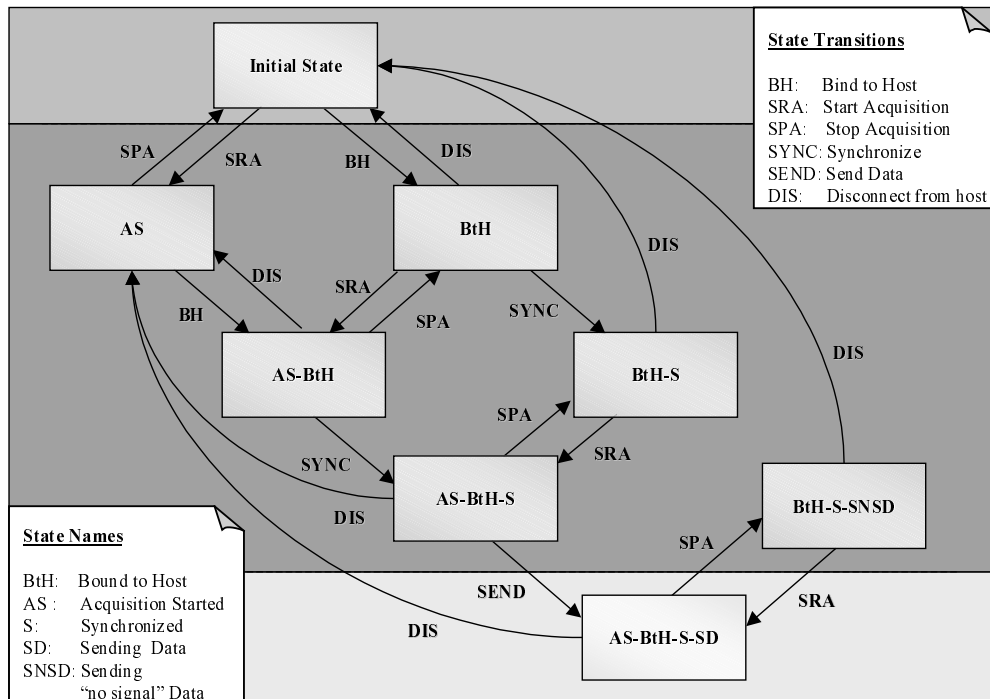 Initial State
State Transitions
BH: Bind to Host
SRA: Start Acquisition
SPA: Stop Acquisition
SYNC: Synchronize
SEND: Send Data
DIS: Disconnect from host
SPA
SRA
BH
DIS
AS
BtH
DIS
DIS
BH
SRA
SPA
SYNC
DIS
AS-BtH
BtH-S
SPA
SYNC
SRA
AS-BtH-S
BtH-S-SNSD
DIS
SPA
SEND
SRA
DIS
AS-BtH-S-SD
State Names
BtH: Bound to Host
AS : Acquisition Started
S: Synchronized
SD: Sending Data
SNSD: Sending
“no signal” Data